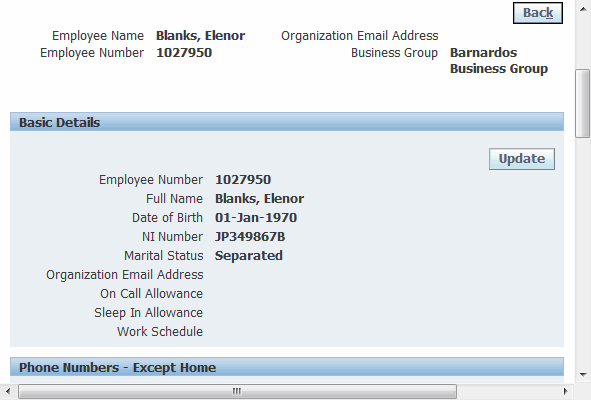 Back
Employee Name Blanks, Elenor Organization Email Address
Employee Number 1027950 Business Group Barnardos
Business Group
Basic Details
Update
Employee Number 1027950
Full Name Blanks, Elenor
Date of Birth 01-Jan-1970
NI Number JP349867B
Marital Status Separated
Organization Email Address
On Call Allowance
Sleep In Allowance
Work Schedule
Phone Numbers - Except Home